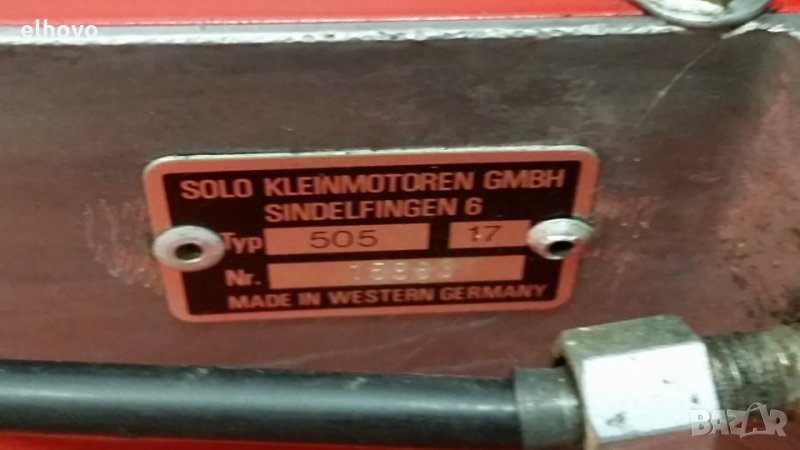 elhovo
SOLO KLEINMOTOREN GMBH
SINDELFINGEN 6
Typ 505 17
Nr.
MADE IN WESTERN GERMANY
BAZAR